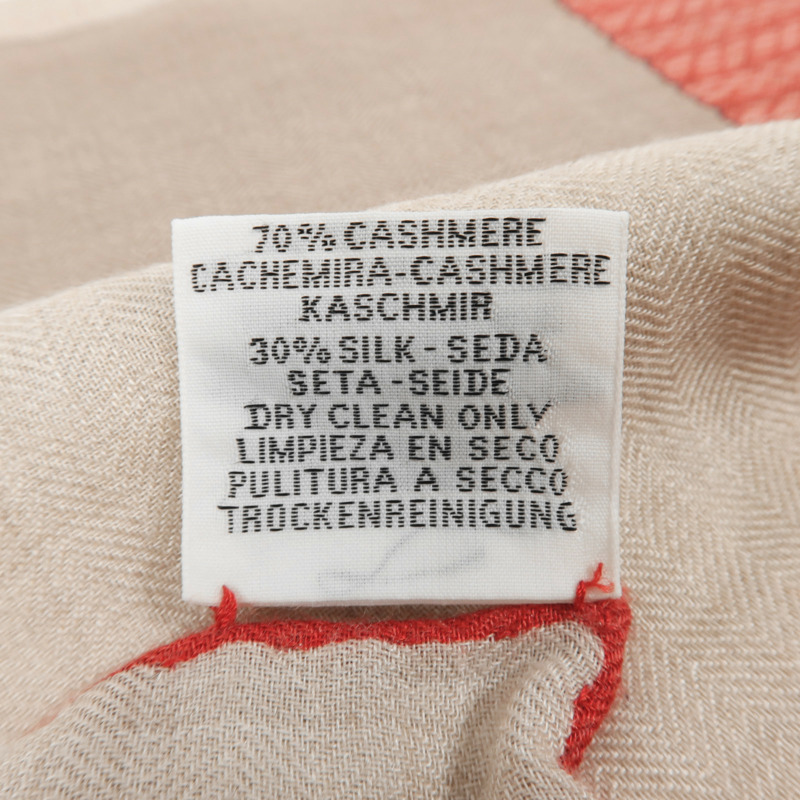 70% CASHMERE
CACHEMIRA-CASHMERE
KASCHMIR
30% SILK - SEDA
SETA - SEIDE
DRY CLEAN ONLY
LIMPIEZA EN SECO
PULITURA A SECCO
TROCKENREINIGUNG